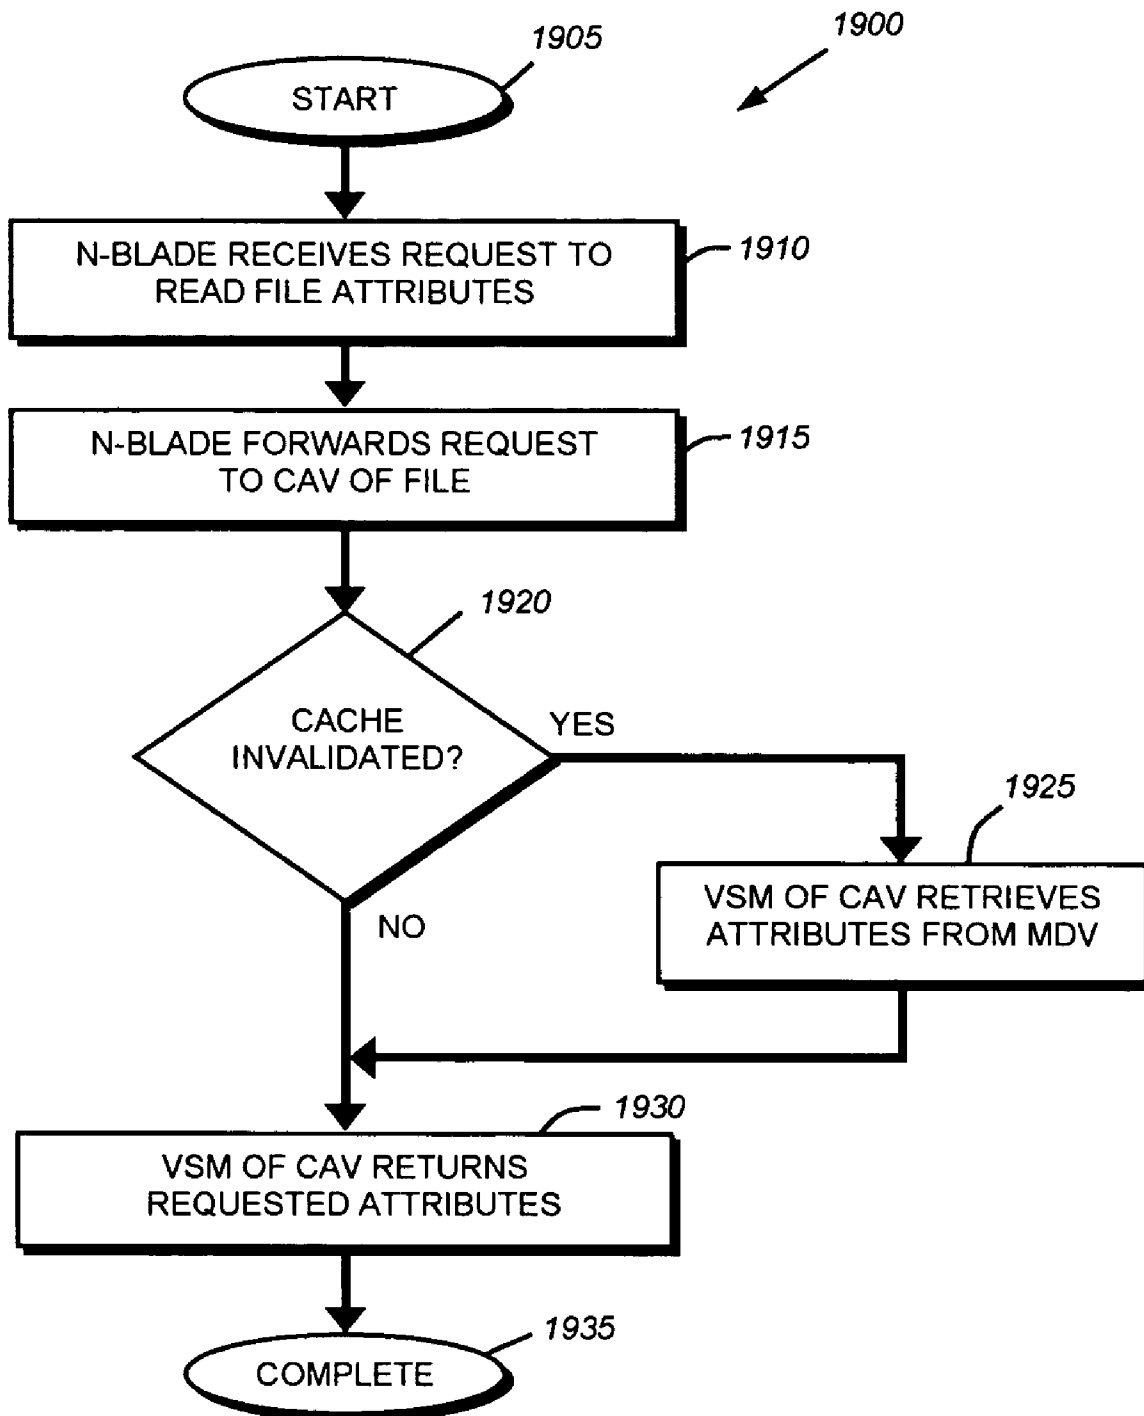 1900
1905
START
N-BLADE RECEIVES REQUEST TO
READ FILE ATTRIBUTES
1910
N-BLADE FORWARDS REQUEST
TO CAV OF FILE
1915
1920
CACHE
INVALIDATED?
YES
NO
1925
VSM OF CAV RETRIEVES
ATTRIBUTES FROM MDV
1930
VSM OF CAV RETURNS
REQUESTED ATTRIBUTES
1935
COMPLETE